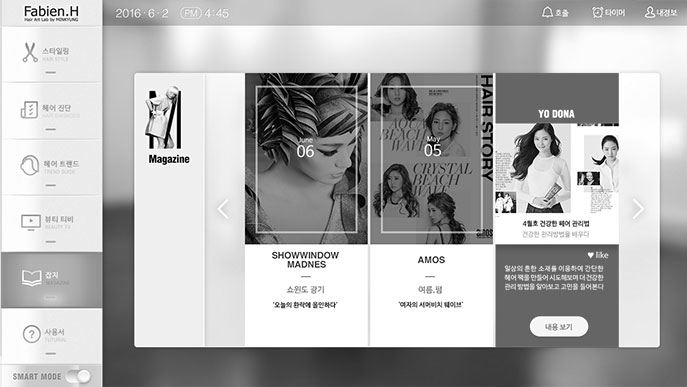 Fabien.H
Hair Art Lab by MINKYUNG
2016 · 6 · 2 PM 4:45
호출
타이머
내정보
스타일링
HAIR STYLE
헤어 진단
HAIR DIAGNOSIS
헤어 트랜드
TREND GUIDE
뷰티 티비
BEAUTY TV
잡지
MAGAZINE
사용서
TUTORIAL
SMART MODE
Magazine
June
06
SHOWWINDOW
MADNES
쇼윈도 광기
'오늘의 환락에 올인하다'
May
05
HAIR STORY
ACCO
BEACH
WAVE
CRYSTAL
BEACH
WAVE
AMOS
여름,펌
'여자의 서머비치 웨이브'
YO DONA
4월호 건강한 헤어 관리법
건강한 관리방법을 배우다
♥ like
일상의 흔한 소재를 이용하여 간단한
헤어 팩을 만들어 시도해보며 더 건강한
관리 방법을 알아보고 고민을 들어본다
내용 보기